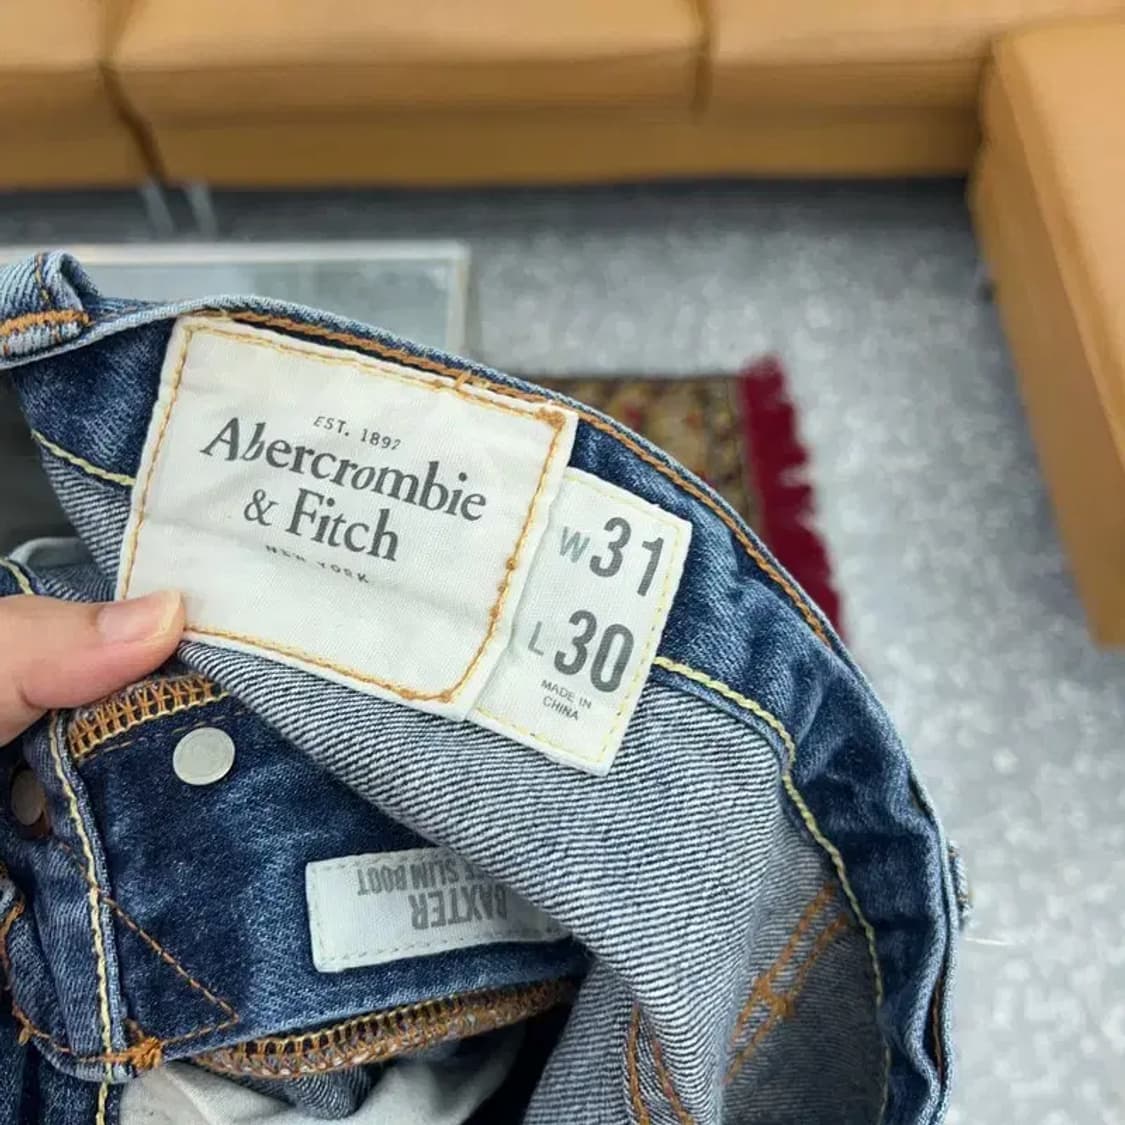 EST. 1892
Abercrombie
& Fitch
NEW YORK
W31
L30
MADE IN
CHINA
BAXTER
SLIM BOOT